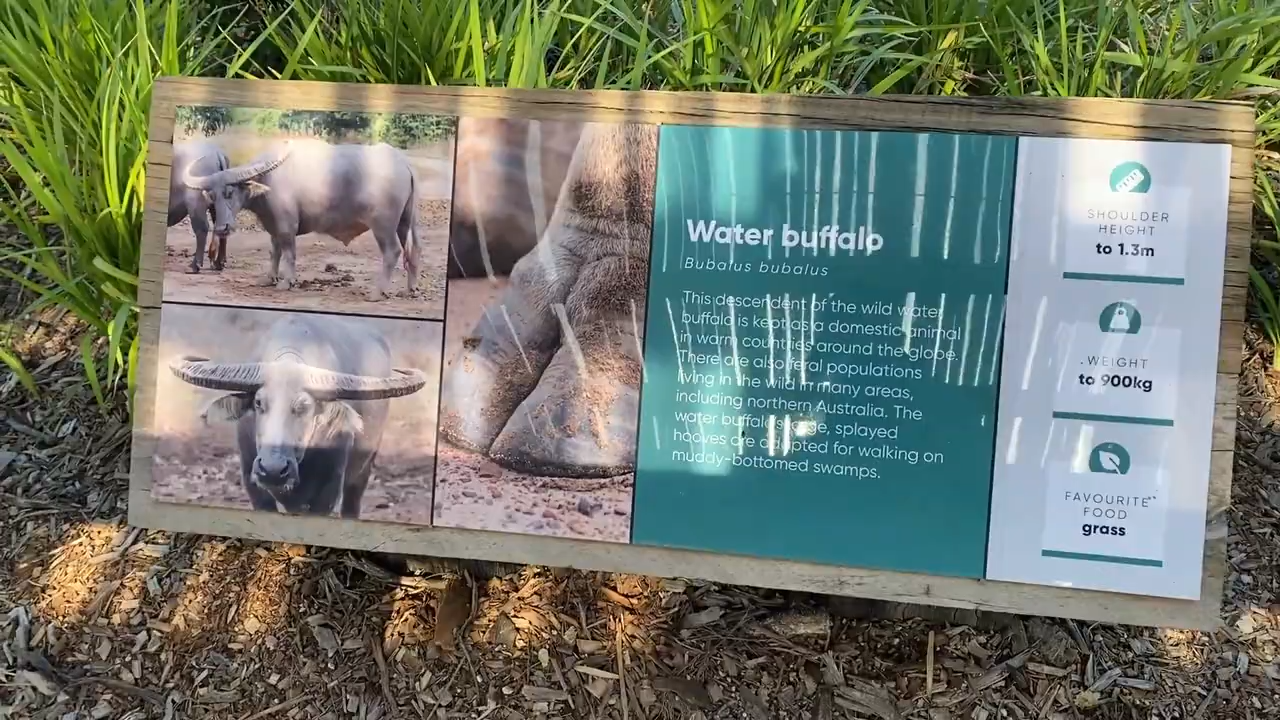 Water buffalo
Bubalus bubalus
This descendent of the wild water
buffalo is kept as a domestic animal
in warm countries around the globe.
There are also feral populations
living in the wild in many areas,
including northern Australia. The
water buffalo's splayed
hooves are adapted for walking on
muddy-bottomed swamps.
SHOULDER
HEIGHT
to 1.3m
WEIGHT
to 900kg
FAVOURITE
FOOD
grass